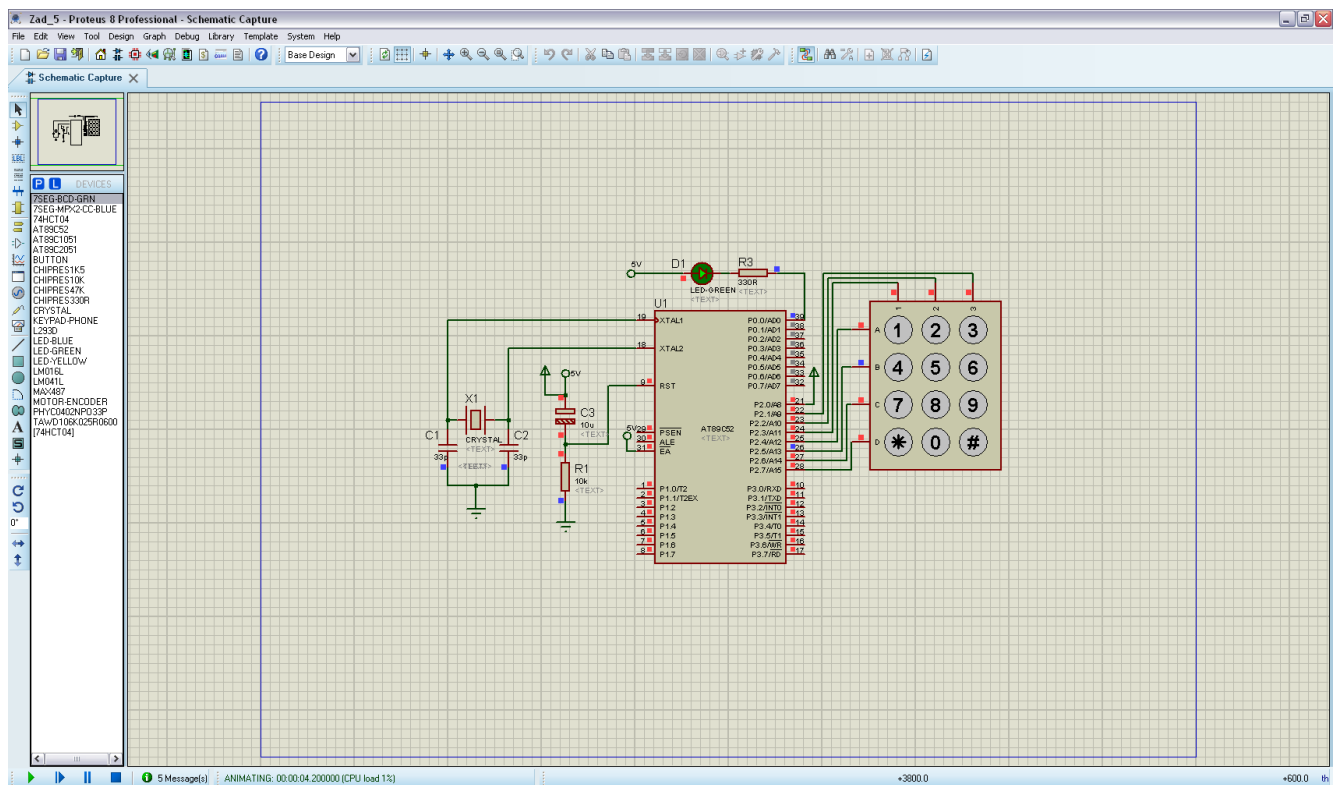 Zad_5 - Proteus 8 Professional - Schematic Capture
File Edit View Tool Design Graph Debug Library Template System Help
Base Design
Schematic Capture
P L DEVICES
7SEG-BCD-GRN
7SEG-MPX2-CC-BLUE
74HCT04
AT89C52
AT89C1051
AT89C2051
BUTTON
CHIPRES1K5
CHIPRES10K
CHIPRES47K
CHIPRES330R
CRYSTAL
KEYPAD-PHONE
L293D
LED-BLUE
LED-GREEN
LED-YELLOW
LM016L
LM041L
MAX487
MOTOR-ENCODER
PHYC0402NPO33P
TAWD106K025R0600
[74HCT04]
0°
5V
D1
LED-GREEN
<TEXT>
R3
330R
<TEXT>
U1
19 XTAL1
18 XTAL2
9 RST
29 PSEN
30 ALE
31 EA
1 P1.0/T2
2 P1.1/T2EX
3 P1.2
4 P1.3
5 P1.4
6 P1.5
7 P1.6
8 P1.7
AT89C52
<TEXT>
P0.0/AD0 39
P0.1/AD1 38
P0.2/AD2 37
P0.3/AD3 36
P0.4/AD4 35
P0.5/AD5 34
P0.6/AD6 33
P0.7/AD7 32
P2.0/A8 21
P2.1/A9 22
P2.2/A10 23
P2.3/A11 24
P2.4/A12 25
P2.5/A13 26
P2.6/A14 27
P2.7/A15 28
P3.0/RXD 10
P3.1/TXD 11
P3.2/INT0 12
P3.3/INT1 13
P3.4/T0 14
P3.5/T1 15
P3.6/WR 16
P3.7/RD 17
X1
CRYSTAL
<TEXT>
C1
33p
<TEXT>
C2
33p
<TEXT>
5V
C3
10u
<TEXT>
R1
10k
<TEXT>
5V
1 2 3
A 1 2 3
B 4 5 6
C 7 8 9
D * 0 #
5 Message(s) ANIMATING: 00:00:04.200000 (CPU load 1%) +3800.0 +600.0 th